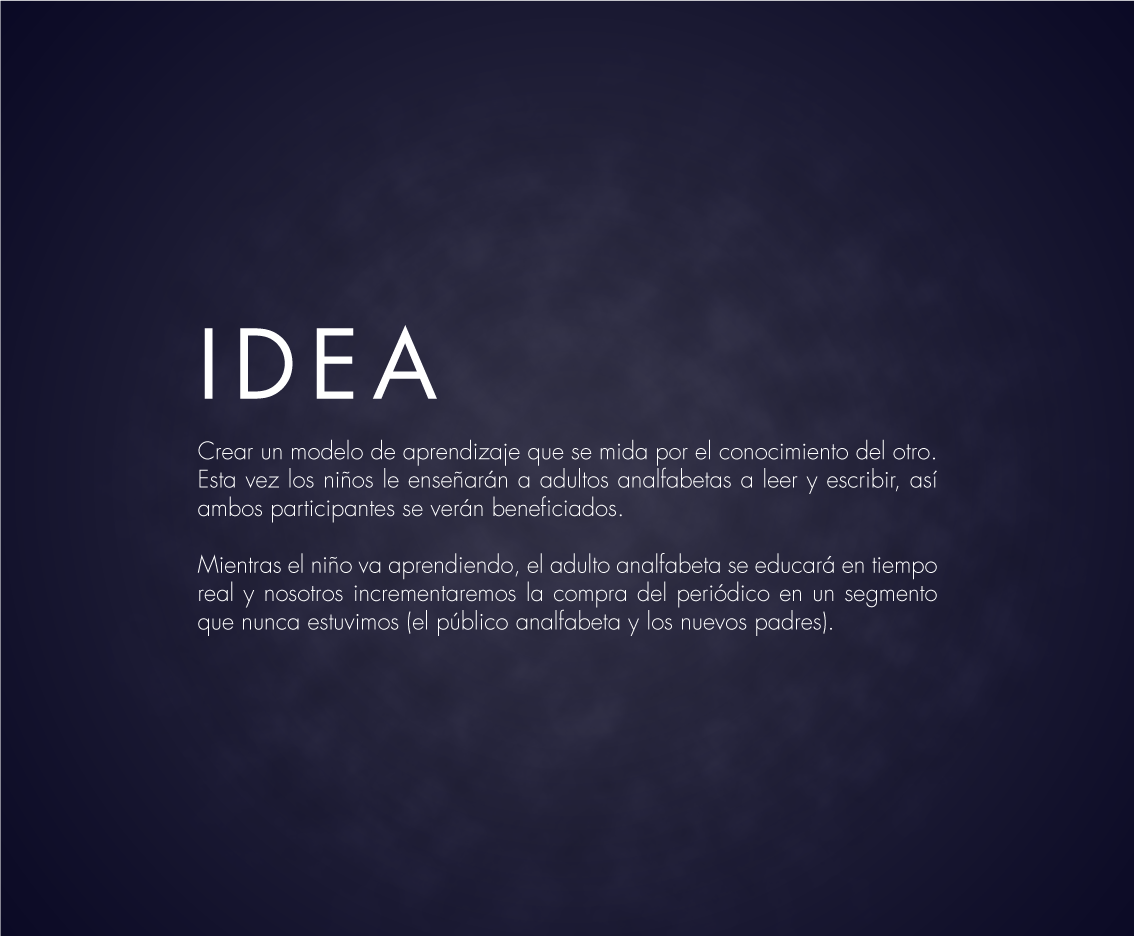 IDEA
Crear un modelo de aprendizaje que se mida por el conocimiento del otro.
Esta vez los niños le enseñarán a adultos analfabetas a leer y escribir, así
ambos participantes se verán beneficiados.
Mientras el niño va aprendiendo, el adulto analfabeta se educará en tiempo
real y nosotros incrementaremos la compra del periódico en un segmento
que nunca estuvimos (el público analfabeta y los nuevos padres).